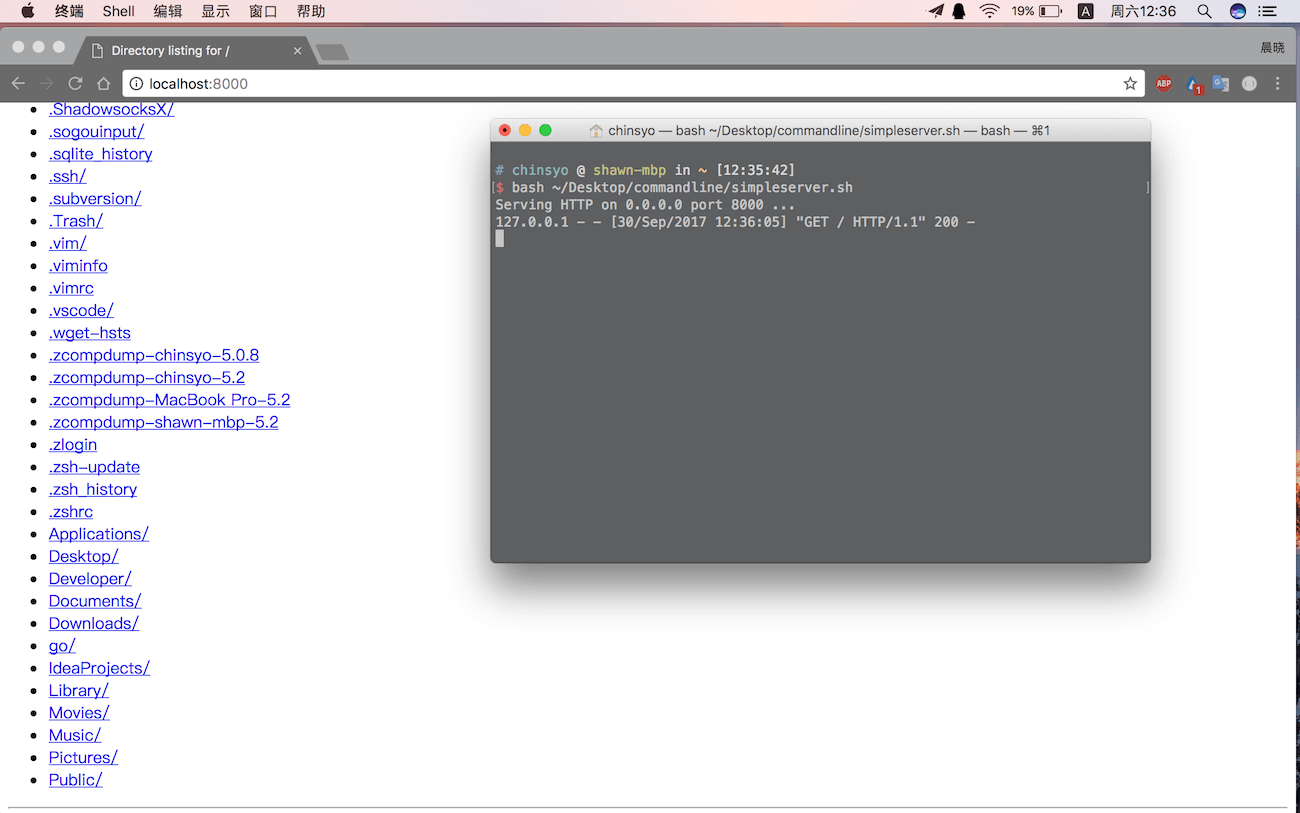 终端 Shell 编辑 显示 窗口 帮助 19% A 周六12:36
Directory listing for / 晨晓
localhost:8000 ABP 1
.ShadowsocksX/
.sogouinput/
.sqlite_history
.ssh/
.subversion/
.Trash/
.vim/
.viminfo
.vimrc
.vscode/
.wget-hsts
.zcompdump-chinsyo-5.0.8
.zcompdump-chinsyo-5.2
.zcompdump-MacBook Pro-5.2
.zcompdump-shawn-mbp-5.2
.zlogin
.zsh-update
.zsh_history
.zshrc
Applications/
Desktop/
Developer/
Documents/
Downloads/
go/
IdeaProjects/
Library/
Movies/
Music/
Pictures/
Public/
chinsyo — bash ~/Desktop/commandline/simpleserver.sh — bash — ⌘1
# chinsyo @ shawn-mbp in ~ [12:35:42]
[$ bash ~/Desktop/commandline/simpleserver.sh ]
Serving HTTP on 0.0.0.0 port 8000 ...
127.0.0.1 - - [30/Sep/2017 12:36:05] "GET / HTTP/1.1" 200 -